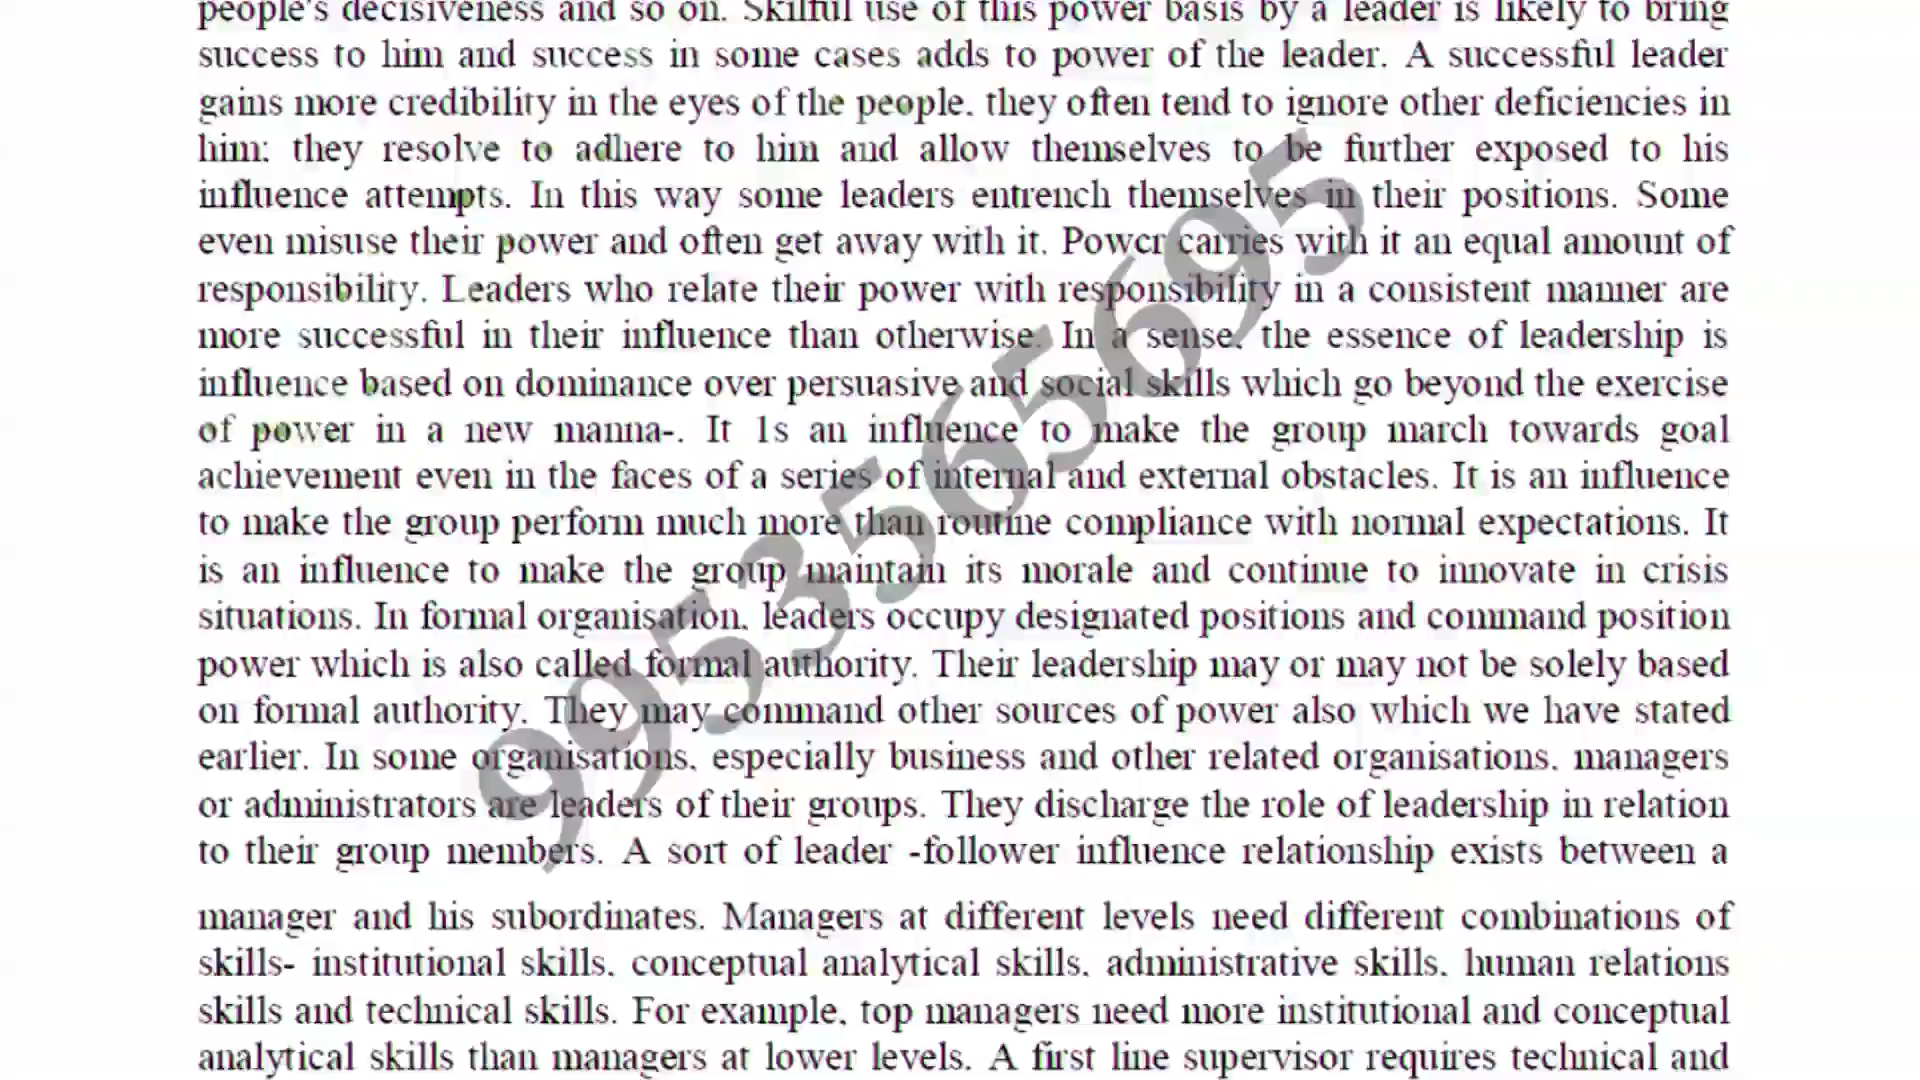 people's decisiveness and so on. Skilful use of this power basis by a leader is likely to bring
success to him and success in some cases adds to power of the leader. A successful leader
gains more credibility in the eyes of the people. they often tend to ignore other deficiencies in
him: they resolve to adhere to him and allow themselves to be further exposed to his
influence attempts. In this way some leaders entrench themselves in their positions. Some
even misuse their power and often get away with it. Power carries with it an equal amount of
responsibility. Leaders who relate their power with responsibility in a consistent manner are
more successful in their influence than otherwise. In a sense. the essence of leadership is
influence based on dominance over persuasive and social skills which go beyond the exercise
of power in a new manna-. It 1s an influence to make the group march towards goal
achievement even in the faces of a series of internal and external obstacles. It is an influence
to make the group perform much more than routine compliance with normal expectations. It
is an influence to make the group maintain its morale and continue to innovate in crisis
situations. In formal organisation. leaders occupy designated positions and command position
power which is also called formal authority. Their leadership may or may not be solely based
on formal authority. They may command other sources of power also which we have stated
earlier. In some organisations. especially business and other related organisations. managers
or administrators are leaders of their groups. They discharge the role of leadership in relation
to their group members. A sort of leader -follower influence relationship exists between a
manager and his subordinates. Managers at different levels need different combinations of
skills- institutional skills. conceptual analytical skills. administrative skills. human relations
skills and technical skills. For example. top managers need more institutional and conceptual
analytical skills than managers at lower levels. A first line supervisor requires technical and
9953565695